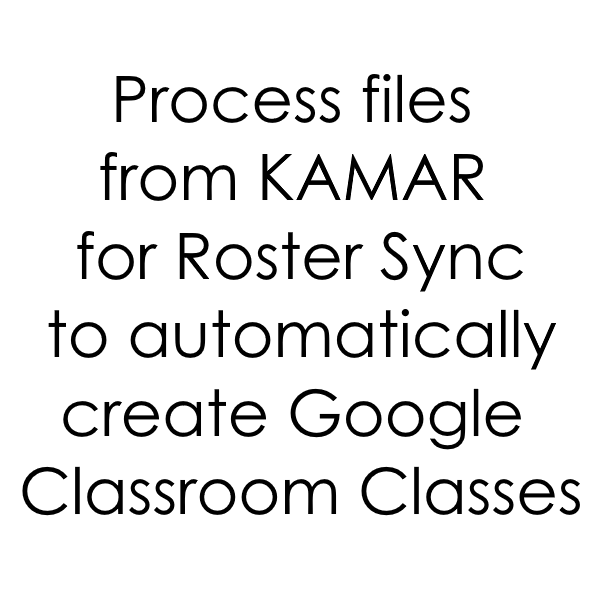 Process files
from KAMAR
for Roster Sync
to automatically
create Google
Classroom Classes